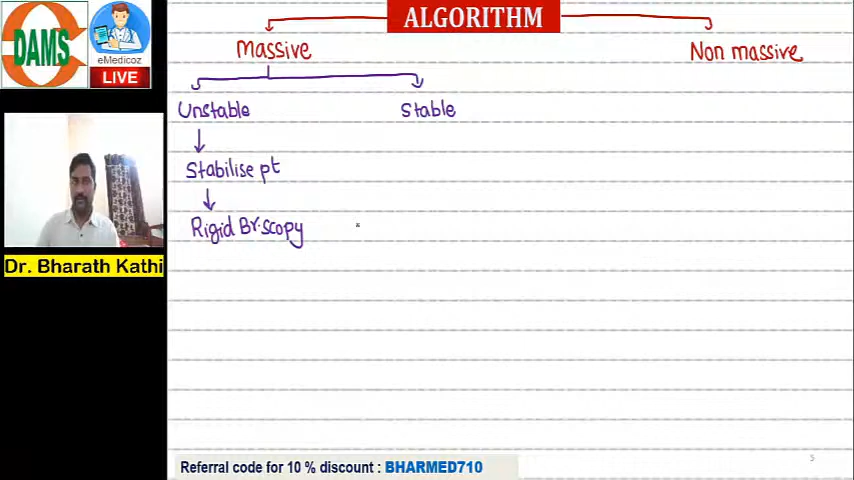 ALGORITHM
DAMS
eMedicoz
LIVE
Massive
Non massive
Unstable
Stable
Stabilise pt
Rigid Br.scopy
Dr. Bharath Kathi
5
Referral code for 10 % discount : BHARMED710